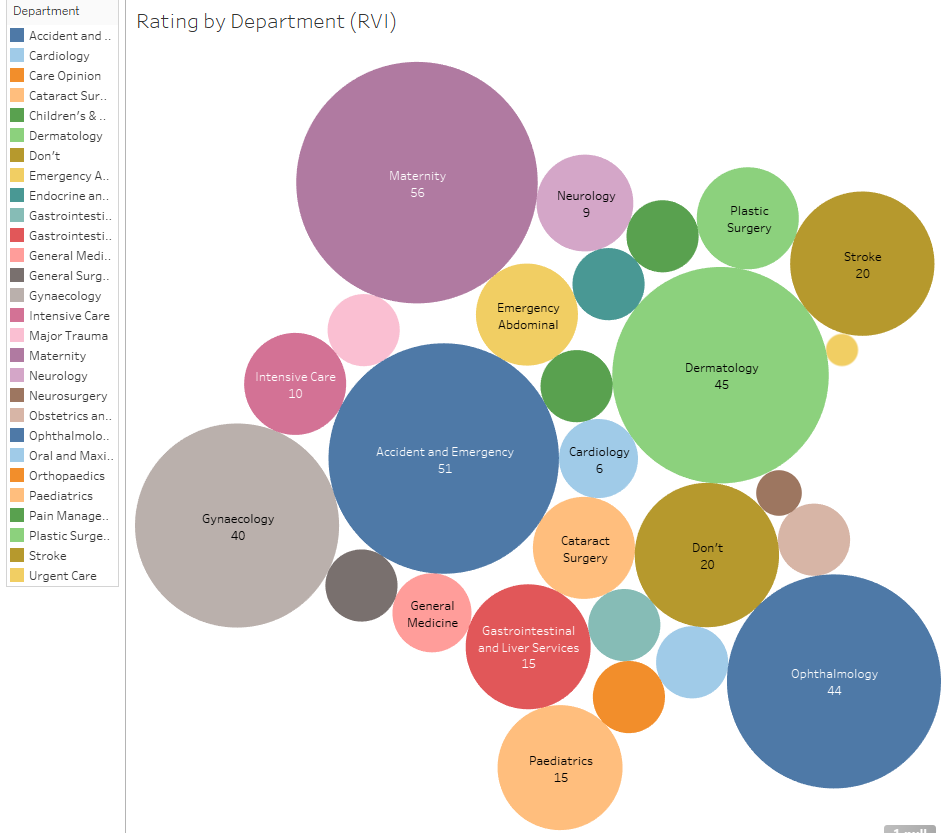 Department
Rating by Department (RVI)
Accident and ..
Cardiology
Care Opinion
Cataract Sur..
Children's & ..
Dermatology
Don't
Emergency A..
Endocrine an..
Gastrointesti..
Gastrointesti..
General Medi..
General Surg..
Gynaecology
Intensive Care
Major Trauma
Maternity
Neurology
Neurosurgery
Obstetrics an..
Ophthalmolo..
Oral and Maxi..
Orthopaedics
Paediatrics
Pain Manage..
Plastic Surge..
Stroke
Urgent Care
Maternity
56
Neurology
9
Plastic
Surgery
Stroke
20
Emergency
Abdominal
Dermatology
45
Intensive Care
10
Accident and Emergency
51
Cardiology
6
Gynaecology
40
Cataract
Surgery
Don't
20
General
Medicine
Gastrointestinal
and Liver Services
15
Ophthalmology
44
Paediatrics
15